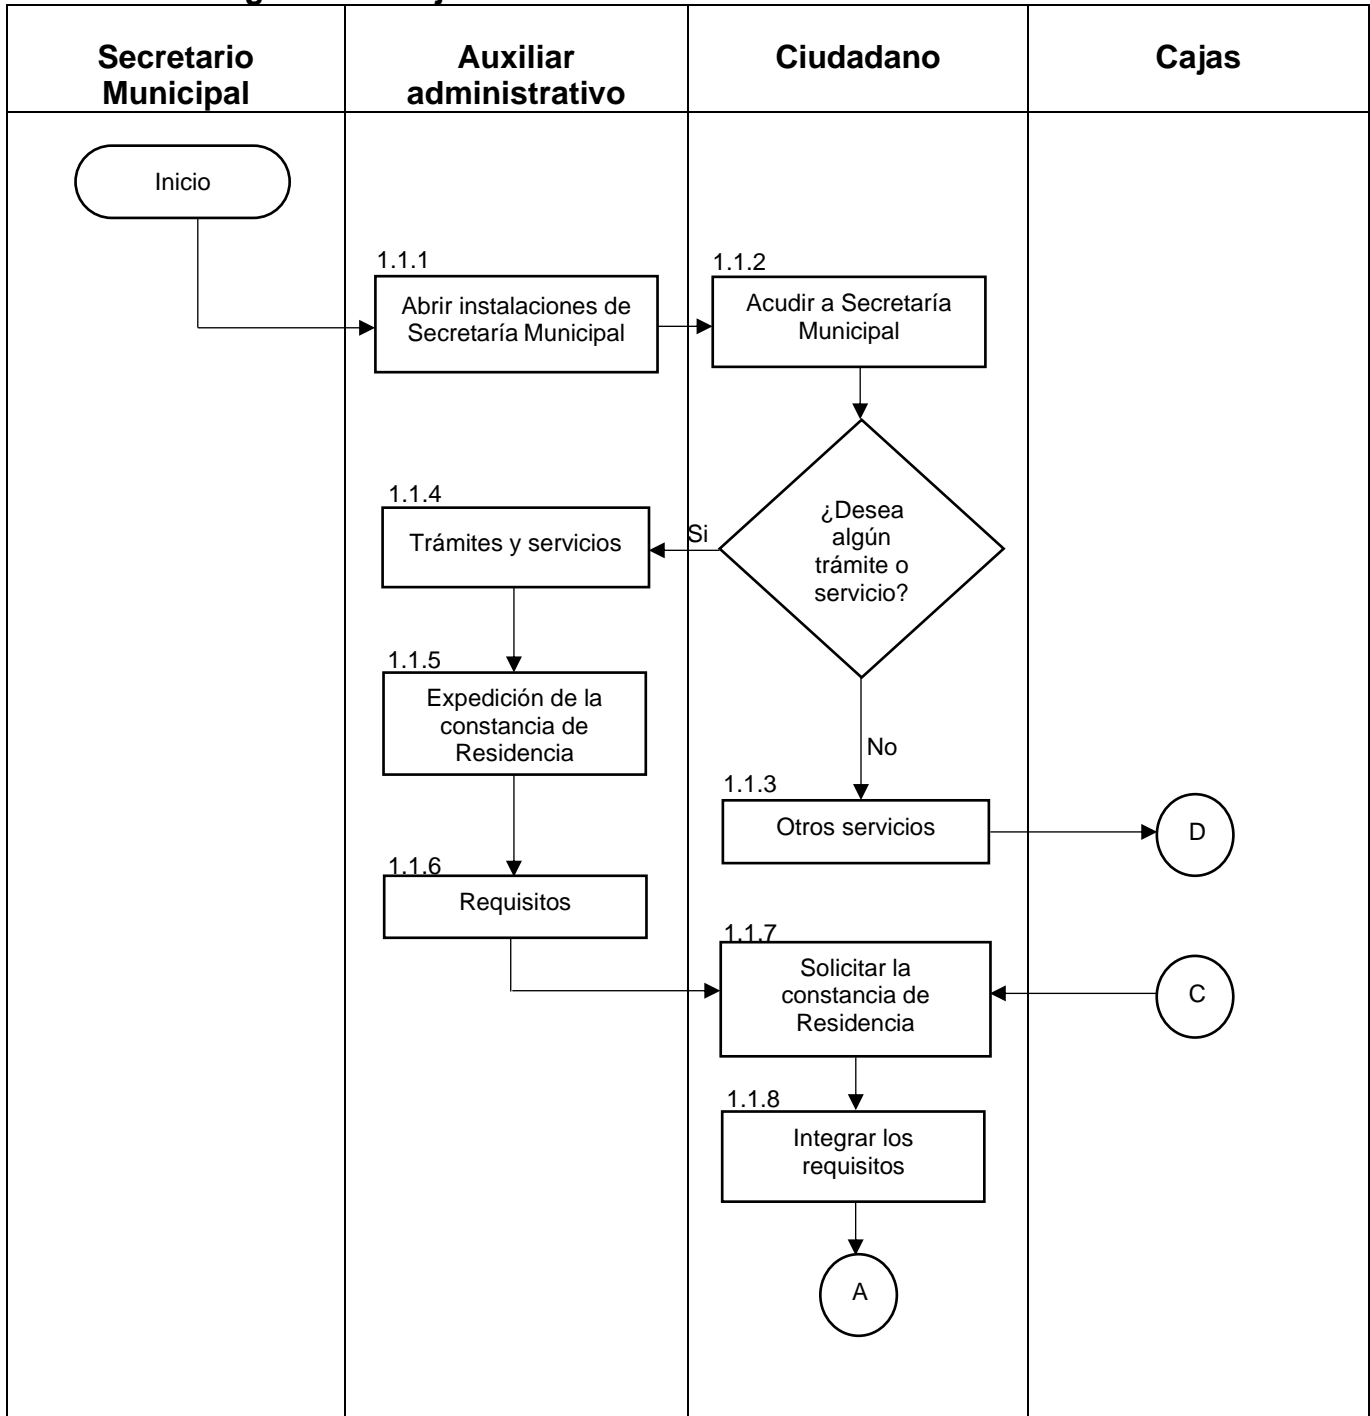 Secretario
Municipal
Auxiliar
administrativo
Ciudadano
Cajas
Inicio
1.1.1
Abrir instalaciones de
Secretaría Municipal
1.1.2
Acudir a Secretaría
Municipal
¿Desea
algún
trámite o
servicio?
Si
1.1.4
Trámites y servicios
1.1.5
Expedición de la
constancia de
Residencia
No
1.1.3
Otros servicios
D
1.1.6
Requisitos
1.1.7
Solicitar la
constancia de
Residencia
C
1.1.8
Integrar los
requisitos
A